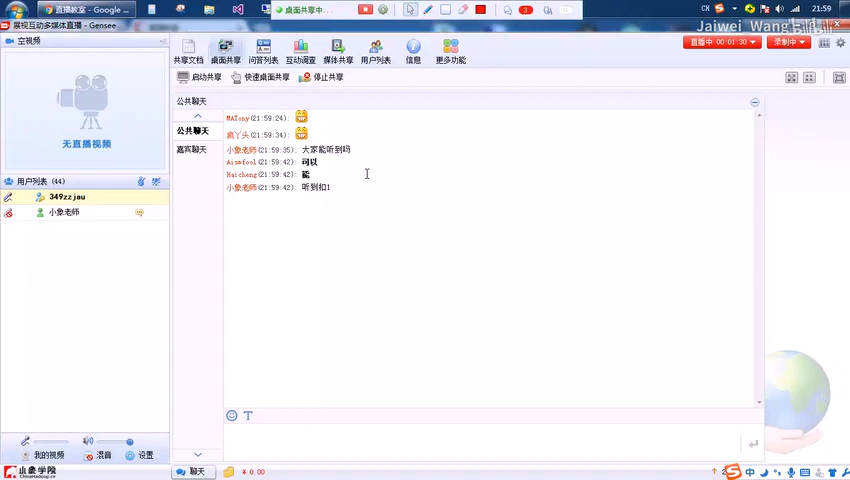 直播教室 - Google ...
桌面共享中...
3
0
CH
21:59
Jaiwei_Wang
bilibili
展视互动多媒体直播 - Gensee
直播中 00:01:30
录制中
空视频
无直播视频
共享文档
桌面共享
问答列表
互动调查
媒体共享
用户列表
信息
更多功能
启动共享
快速桌面共享
停止共享
公共聊天
公共聊天
嘉宾聊天
MATony(21:59:24):
疯丫头(21:59:34):
小象老师(21:59:35): 大家能听到吗
Aismfool(21:59:42): 可以
Haicheng(21:59:42): 能
小象老师(21:59:42): 听到扣1
用户列表 (44)
349zzjau
小象老师
我的视频
混音
设置
小象学院
ChinaHadoop.cn
聊天
¥ 0.00
中